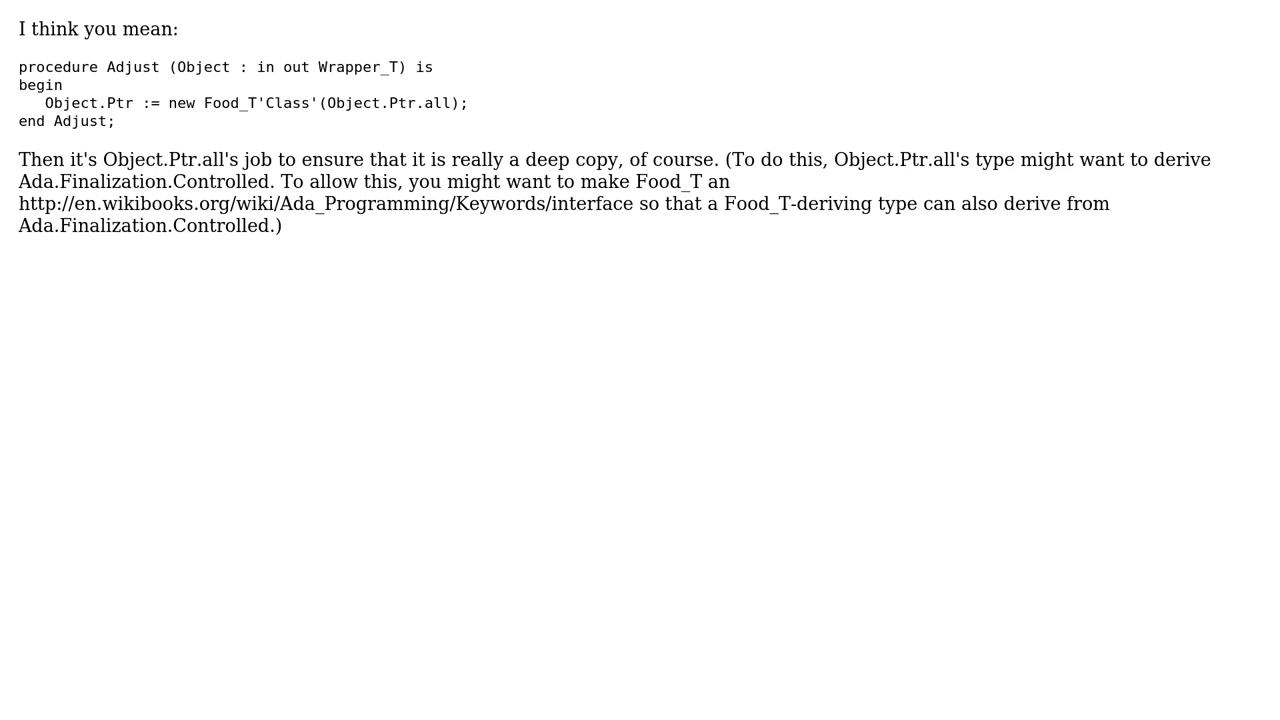 I think you mean:
procedure Adjust (Object : in out Wrapper_T) is
begin
   Object.Ptr := new Food_T'Class'(Object.Ptr.all);
end Adjust;
Then it's Object.Ptr.all's job to ensure that it is really a deep copy, of course. (To do this, Object.Ptr.all's type might want to derive
Ada.Finalization.Controlled. To allow this, you might want to make Food_T an
http://en.wikibooks.org/wiki/Ada_Programming/Keywords/interface so that a Food_T-deriving type can also derive from
Ada.Finalization.Controlled.)